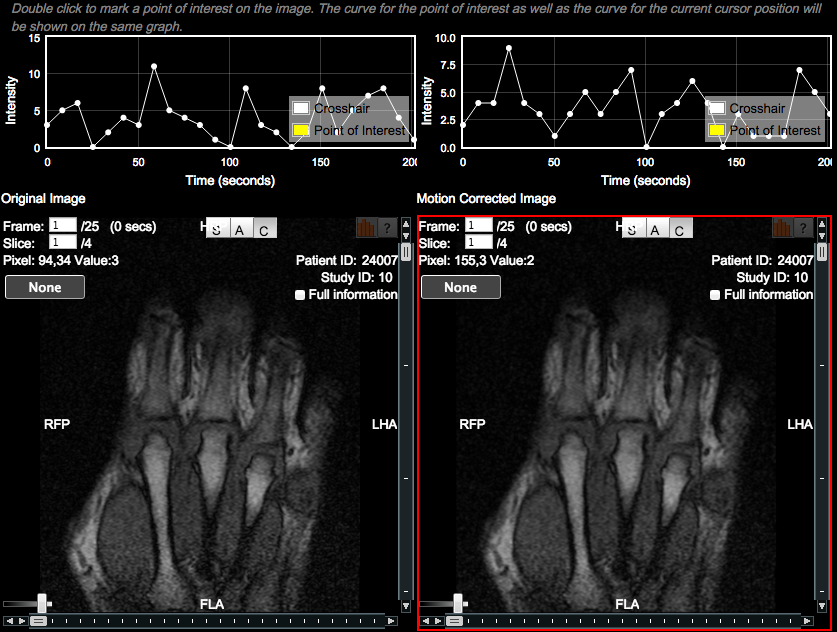 Double click to mark a point of interest on the image. The curve for the point of interest as well as the curve for the current cursor position will
be shown on the same graph.
15
10
5
0
Intensity
0
50
100
150
200
Time (seconds)
Crosshair
Point of Interest
10.0
7.5
5.0
2.5
0.0
Intensity
0
50
100
150
Time (seconds)
Crosshair
Point of Interest
Original Image
Motion Corrected Image
Frame: 1 /25 (0 secs)
H
S A C
?
Slice: 1 /4
Pixel: 94,34 Value:3
Patient ID: 24007
Study ID: 10
None
Full information
RFP
LHA
FLA
Frame: 1 /25 (0 secs)
H
S A C
?
Slice: 1 /4
Pixel: 155,3 Value:2
Patient ID: 24007
Study ID: 10
None
Full information
RFP
LHA
FLA